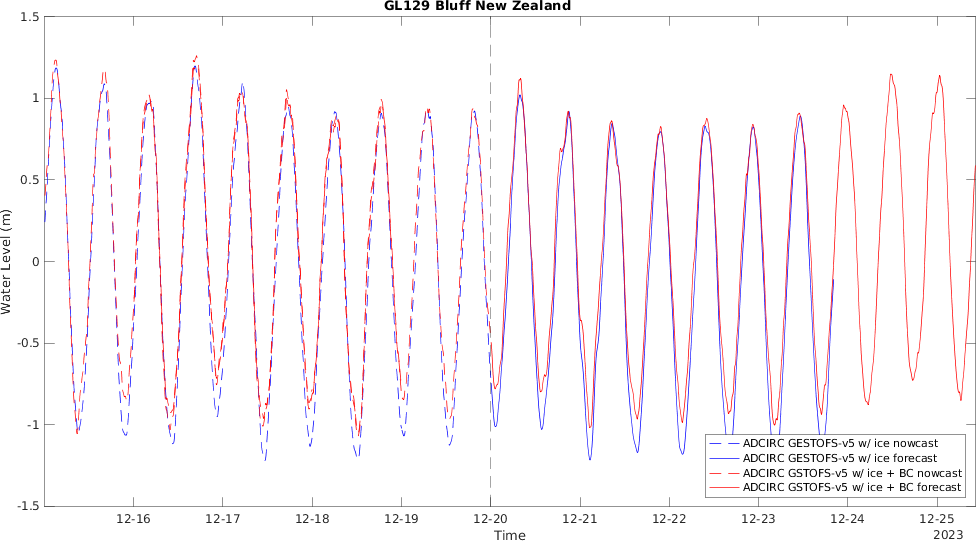 GL129 Bluff New Zealand
1.5
1
0.5
0
-0.5
-1
-1.5
Water Level (m)
12-16 12-17 12-18 12-19 12-20 12-21 12-22 12-23 12-24 12-25
Time
2023
ADCIRC GESTOFS-v5 w/ ice nowcast
ADCIRC GESTOFS-v5 w/ ice forecast
ADCIRC GSTOFS-v5 w/ ice + BC nowcast
ADCIRC GSTOFS-v5 w/ ice + BC forecast